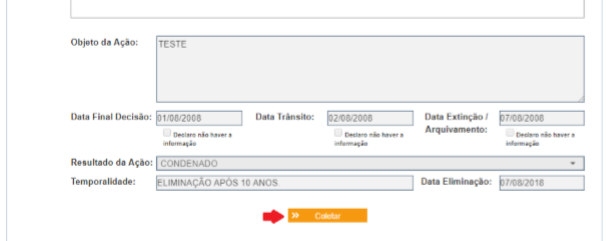 Objeto da Ação: TESTE
Data Final Decisão: 01/08/2008 Data Trânsito: 02/08/2008 Data Extinção / Arquivamento: 07/08/2008
Declaro não haver a informação Declaro não haver a informação Declaro não haver a informação
Resultado da Ação: CONDENADO
Temporalidade: ELIMINAÇÃO APÓS 10 ANOS Data Eliminação: 07/08/2018
» Coletar